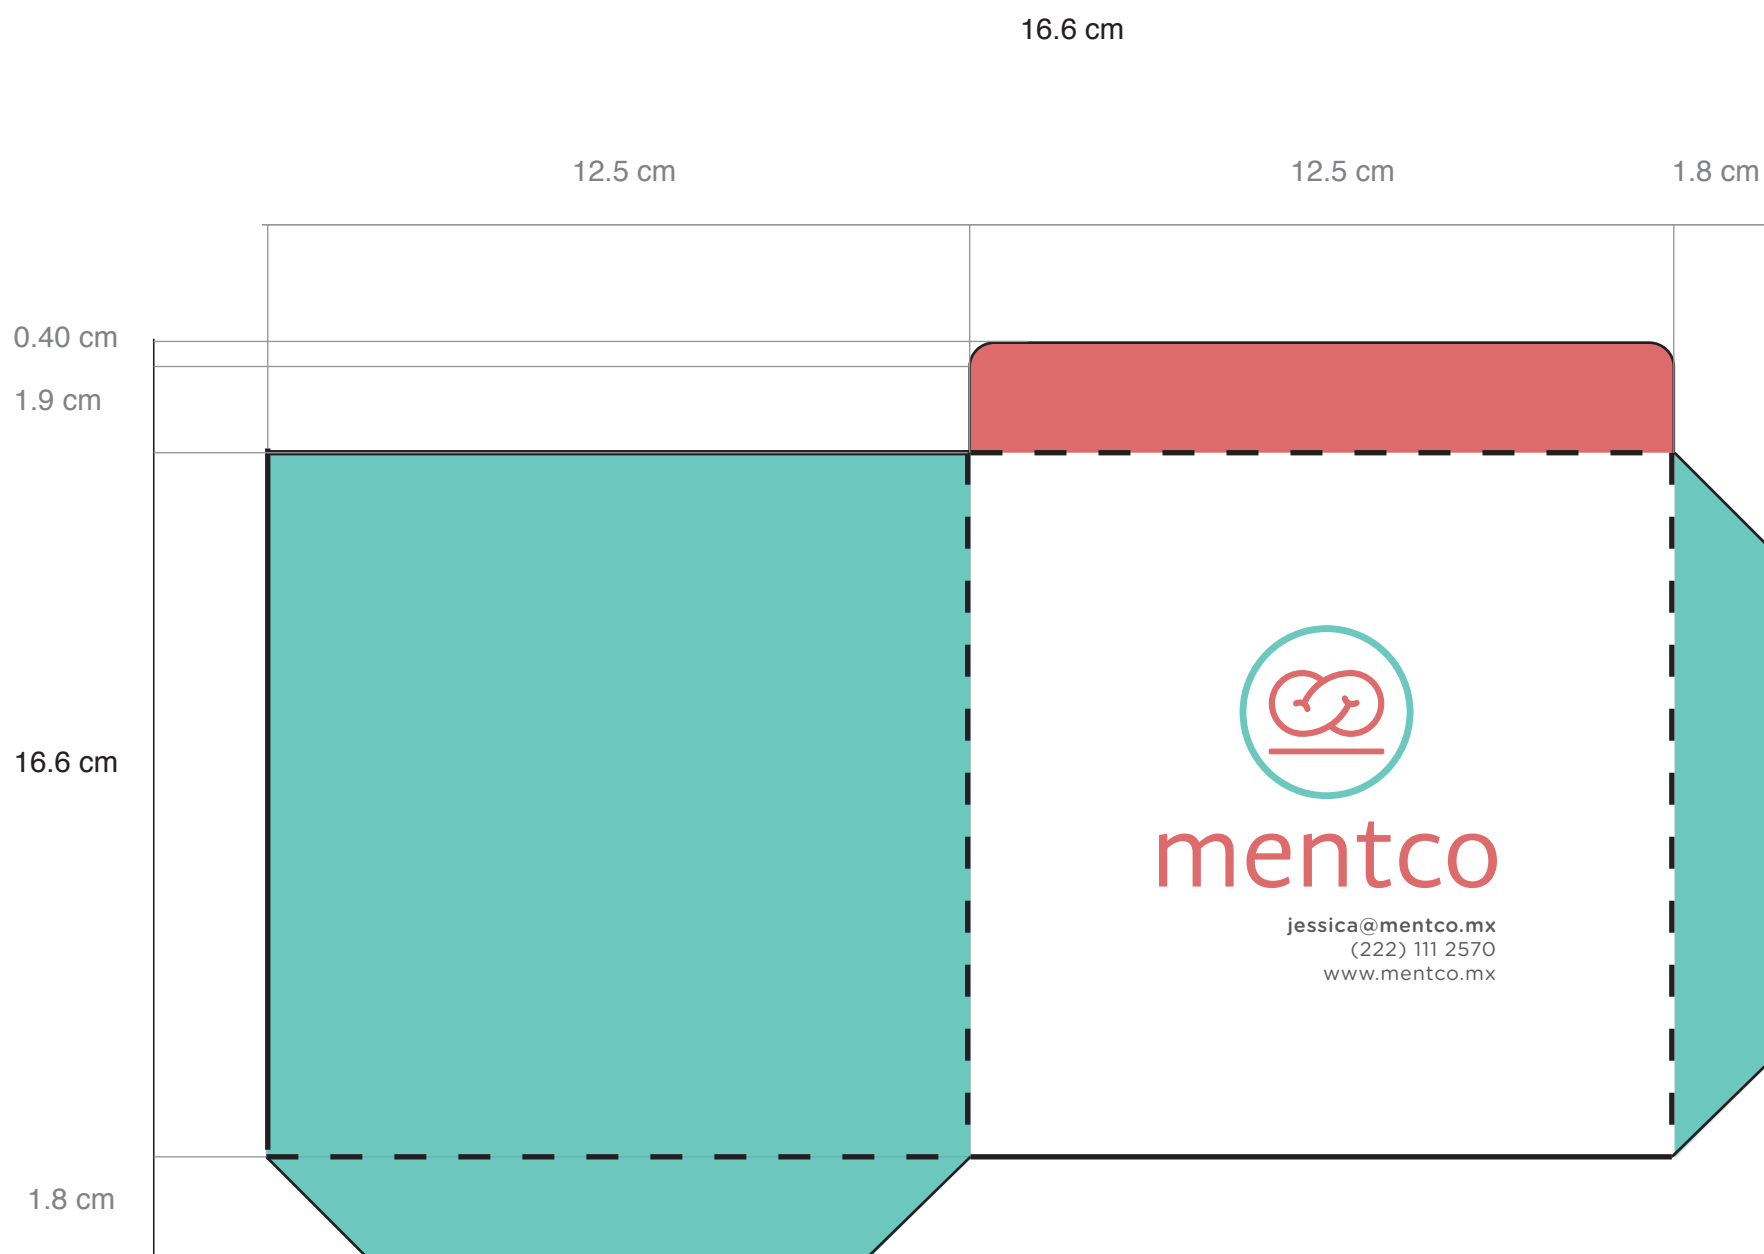 16.6 cm
12.5 cm
12.5 cm
1.8 cm
0.40 cm
1.9 cm
16.6 cm
mentco
jessica@mentco.mx
(222) 111 2570
www.mentco.mx
1.8 cm